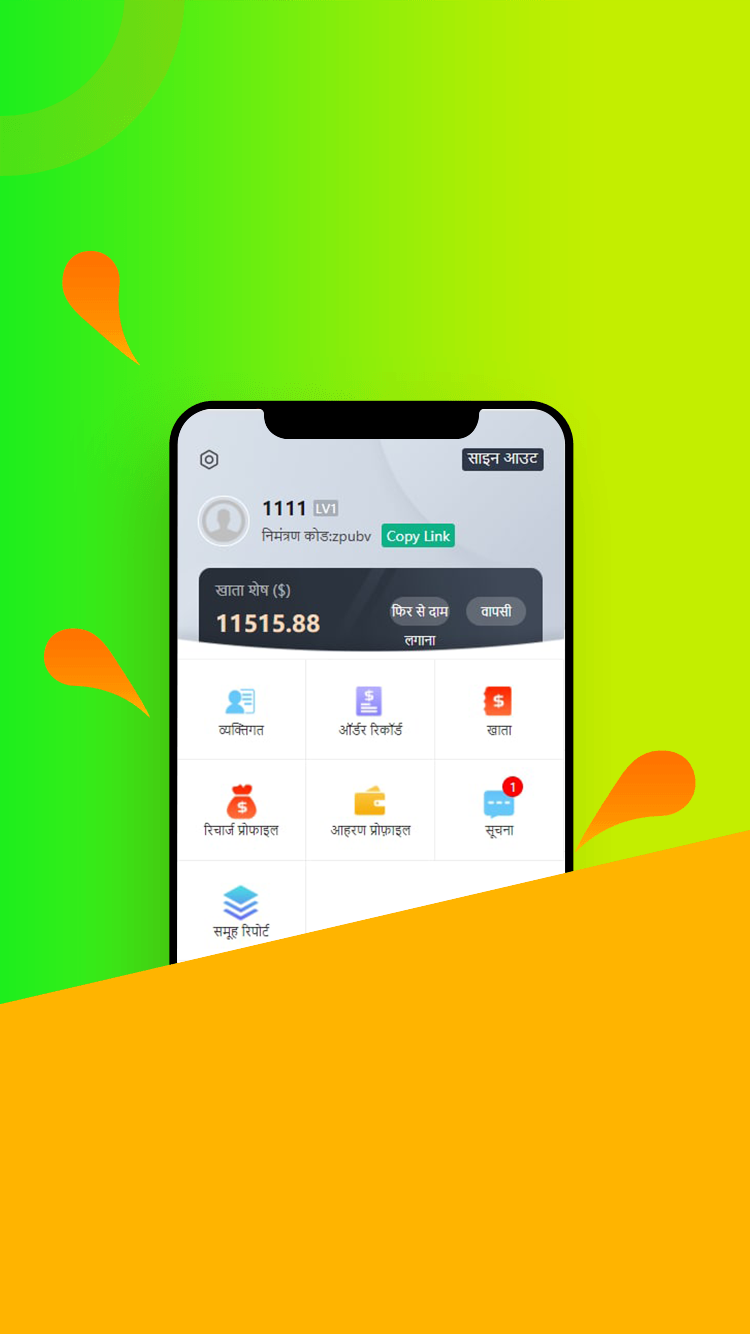 साइन आउट
1111 LV1
निमंत्रण कोड:zpubv Copy Link
खाता शेष ($)
11515.88
फिर से दाम
लगाना
वापसी
व्यक्तिगत
ऑर्डर रिकॉर्ड
खाता
रिचार्ज प्रोफाइल
आहरण प्रोफ़ाइल
1
सूचना
समूह रिपोर्ट